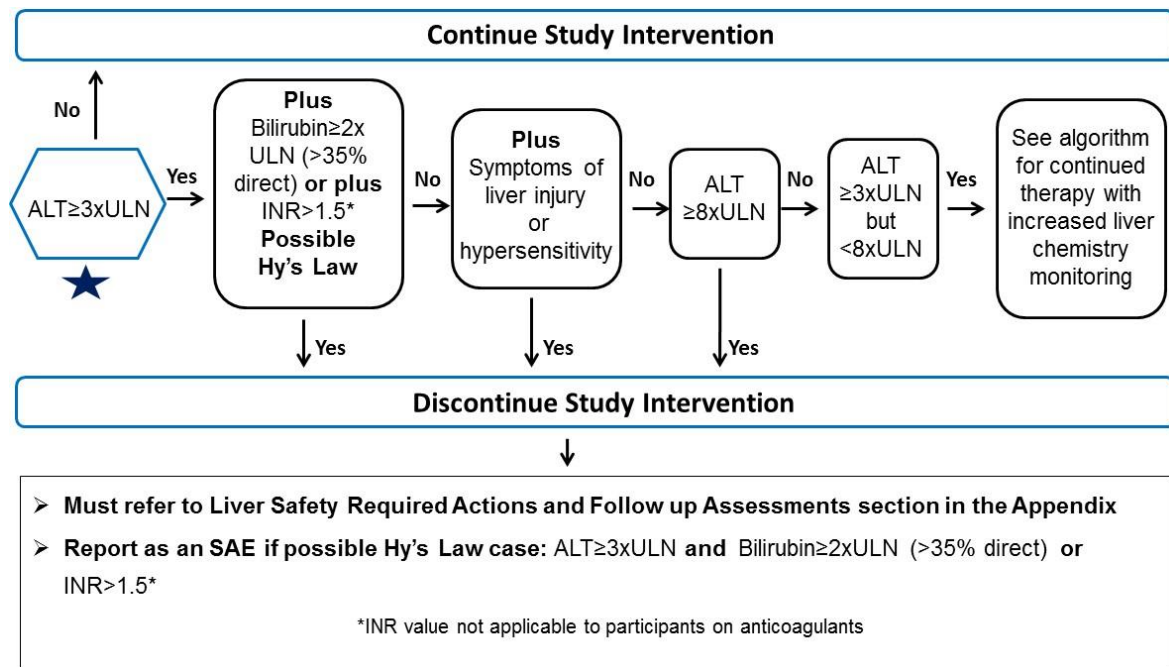 Continue Study Intervention
No
ALT≥3xULN
Yes
Plus
Bilirubin≥2x
ULN (>35%
direct) or plus
INR>1.5*
Possible
Hy's Law
No
Plus
Symptoms of
liver injury
or
hypersensitivity
No
ALT
≥8xULN
No
ALT
≥3xULN
but
<8xULN
Yes
See algorithm
for continued
therapy with
increased liver
chemistry
monitoring
Yes
Yes
Yes
Discontinue Study Intervention
➢ Must refer to Liver Safety Required Actions and Follow up Assessments section in the Appendix
➢ Report as an SAE if possible Hy's Law case: ALT≥3xULN and Bilirubin≥2xULN (>35% direct) or
INR>1.5*
*INR value not applicable to participants on anticoagulants